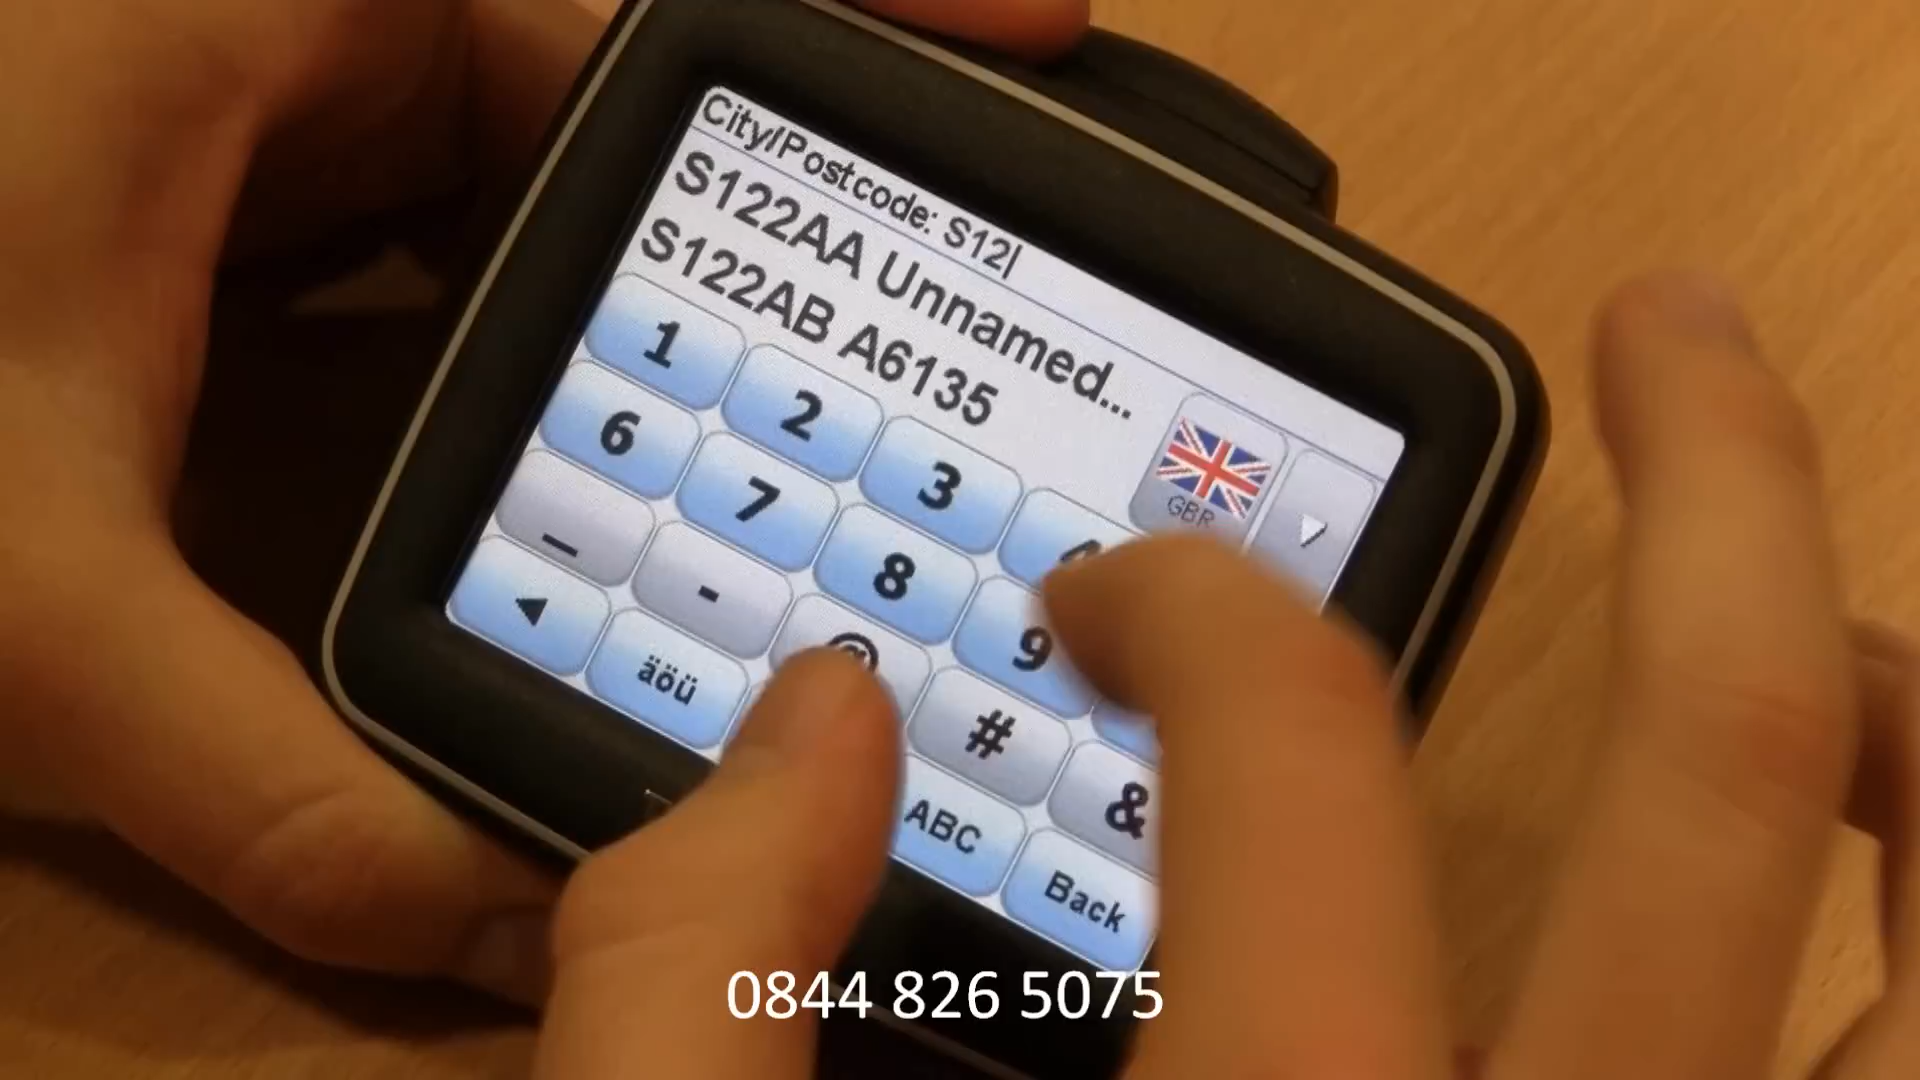 City/Postcode: S12
S122AA Unnamed...
S122AB A6135
GBR
1 2 3 4
6 7 8 9
_ - @ # &
äöü ABC Back
0844 826 5075